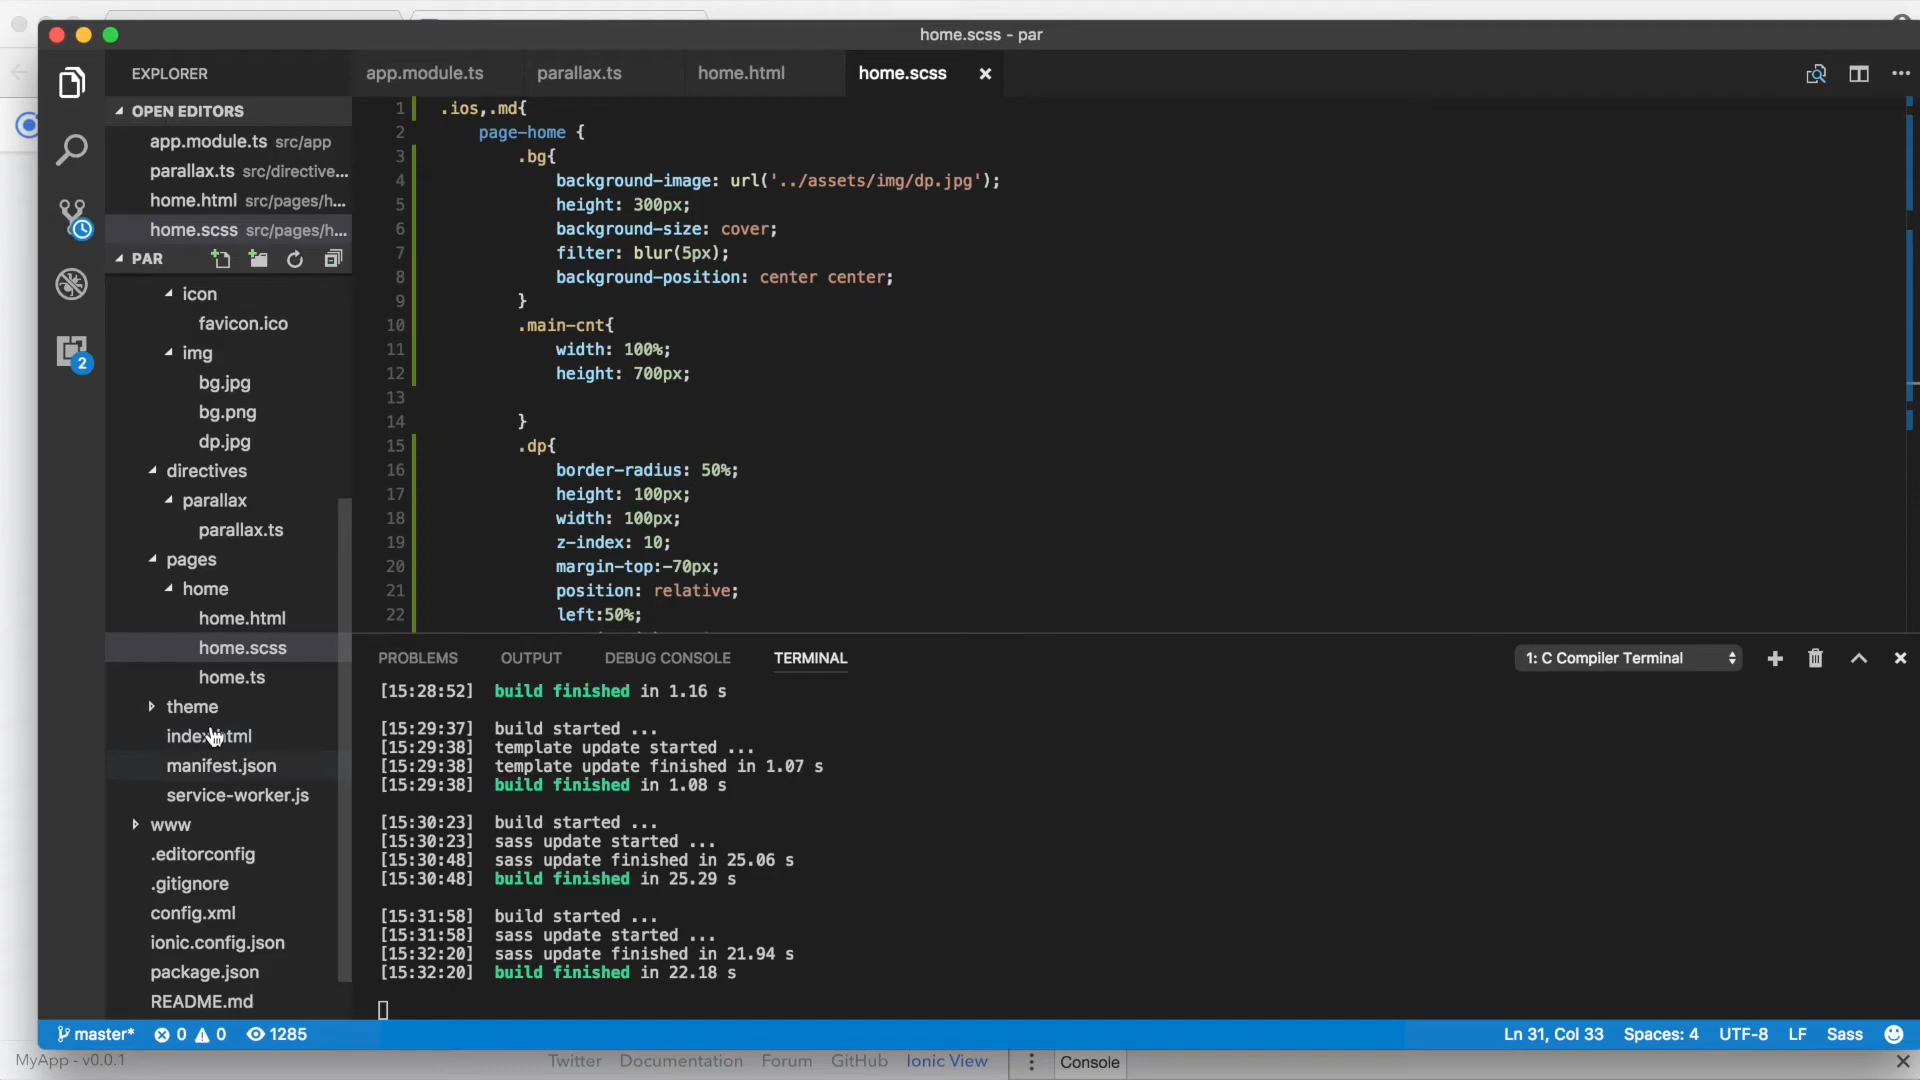 home.scss - par
EXPLORER
app.module.ts
parallax.ts
home.html
home.scss
OPEN EDITORS
app.module.ts src/app
parallax.ts src/directive...
home.html src/pages/h...
home.scss src/pages/h...
PAR
icon
favicon.ico
img
bg.jpg
bg.png
dp.jpg
directives
parallax
parallax.ts
pages
home
home.html
home.scss
home.ts
theme
index.html
manifest.json
service-worker.js
www
.editorconfig
.gitignore
config.xml
ionic.config.json
package.json
README.md
2
1 .ios,.md{
2 page-home {
3 .bg{
4 background-image: url('../assets/img/dp.jpg');
5 height: 300px;
6 background-size: cover;
7 filter: blur(5px);
8 background-position: center center;
9 }
10 .main-cnt{
11 width: 100%;
12 height: 700px;
13
14 }
15 .dp{
16 border-radius: 50%;
17 height: 100px;
18 width: 100px;
19 z-index: 10;
20 margin-top:-70px;
21 position: relative;
22 left:50%;
PROBLEMS OUTPUT DEBUG CONSOLE TERMINAL
1: C Compiler Terminal
[15:28:52] build finished in 1.16 s
[15:29:37] build started ...
[15:29:38] template update started ...
[15:29:38] template update finished in 1.07 s
[15:29:38] build finished in 1.08 s
[15:30:23] build started ...
[15:30:23] sass update started ...
[15:30:48] sass update finished in 25.06 s
[15:30:48] build finished in 25.29 s
[15:31:58] build started ...
[15:31:58] sass update started ...
[15:32:20] sass update finished in 21.94 s
[15:32:20] build finished in 22.18 s
master* 0 0 1285
Ln 31, Col 33 Spaces: 4 UTF-8 LF Sass
MyApp - v0.0.1
Twitter Documentation Forum GitHub Ionic View
Console